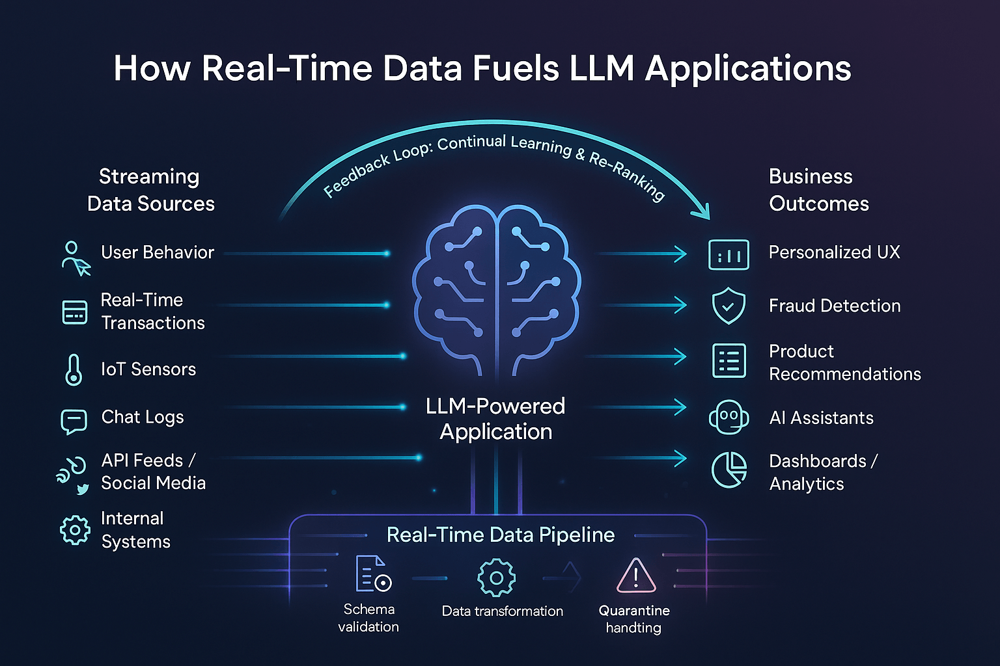 How Real-Time Data Fuels LLM Applications
Feedback Loop: Continual Learning & Re-Ranking
Streaming
Data Sources
User Behavior
Real-Time
Transactions
IoT Sensors
Chat Logs
API Feeds /
Social Media
Internal
Systems
LLM-Powered
Application
Business
Outcomes
Personalized UX
Fraud Detection
Product
Recommendations
AI Assistants
Dashboards /
Analytics
Real-Time Data Pipeline
Schema
validation
Data transformation
Quarantine
handting